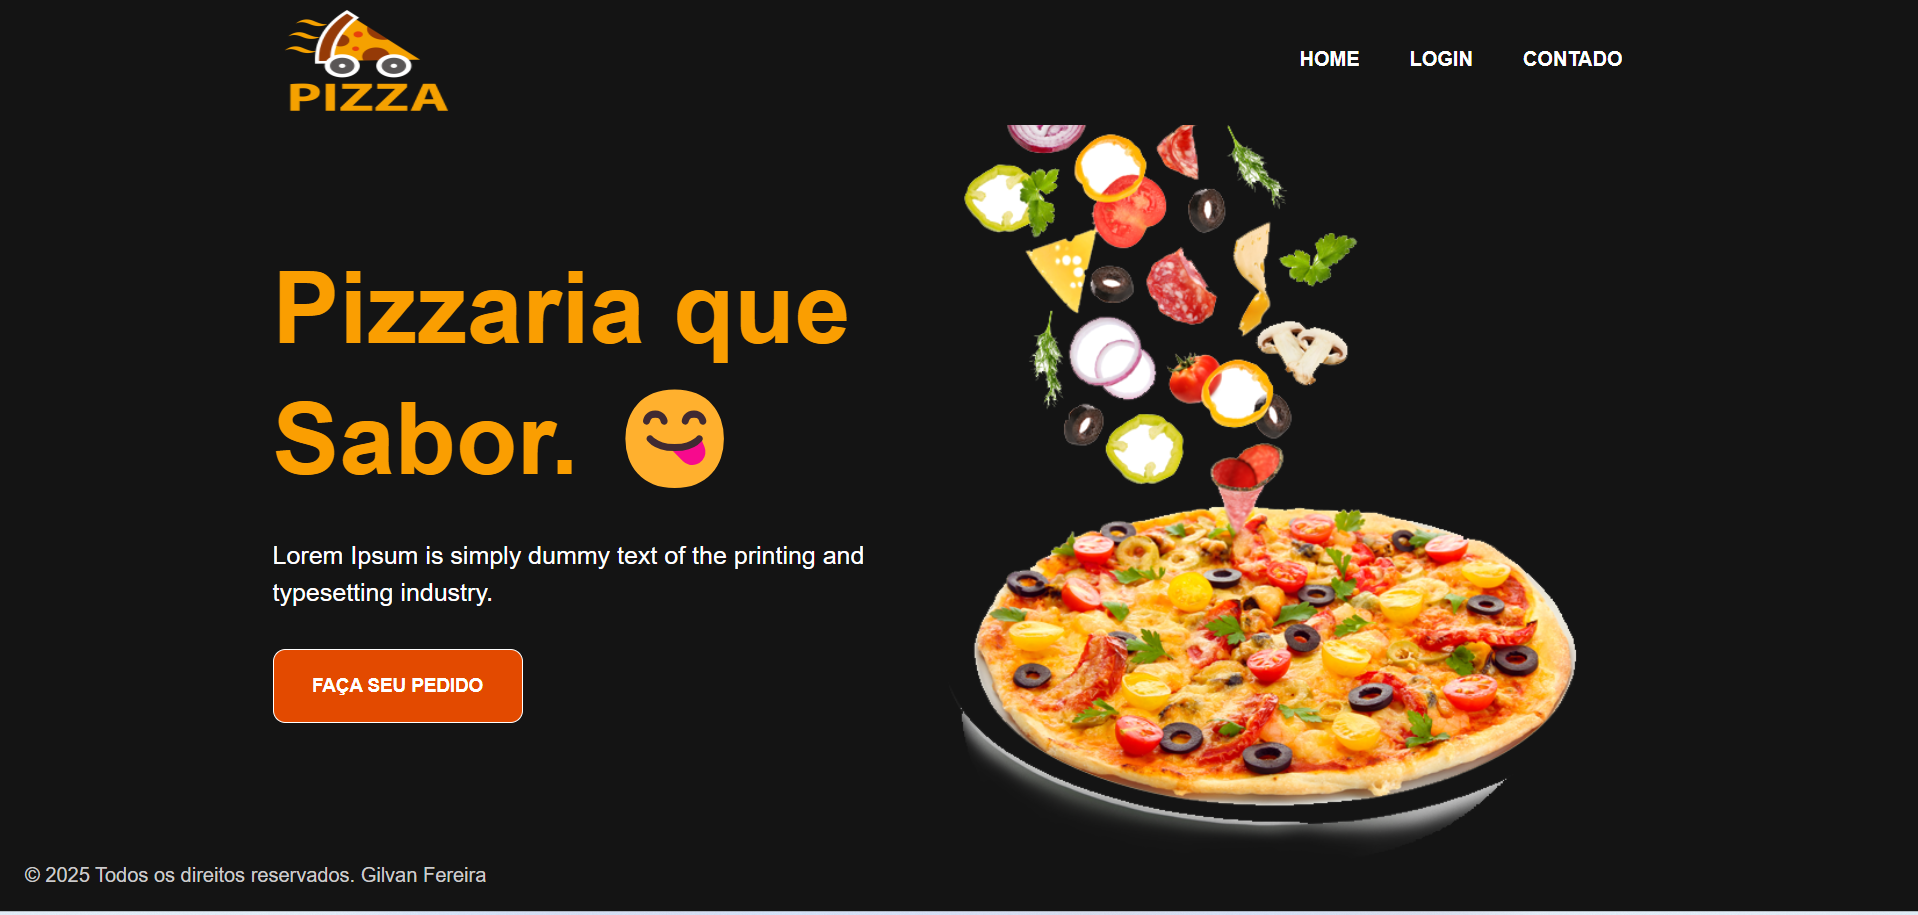 PIZZA
HOME LOGIN CONTADO
Pizzaria que
Sabor. 😋
Lorem Ipsum is simply dummy text of the printing and
typesetting industry.
FAÇA SEU PEDIDO
© 2025 Todos os direitos reservados. Gilvan Fereira